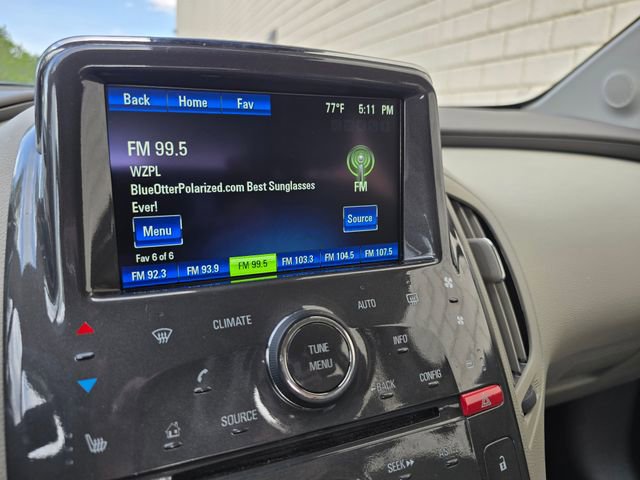 Back Home Fav 77°F 5:11 PM
FM 99.5
WZPL
BlueOtterPolarized.com Best Sunglasses
Ever!
FM
Menu Source
Fav 6 of 6
FM 92.3 FM 93.9 FM 99.5 FM 103.3 FM 104.5 FM 107.5
CLIMATE AUTO
TUNE
MENU
INFO
BACK CONFIG
SOURCE
SEEK